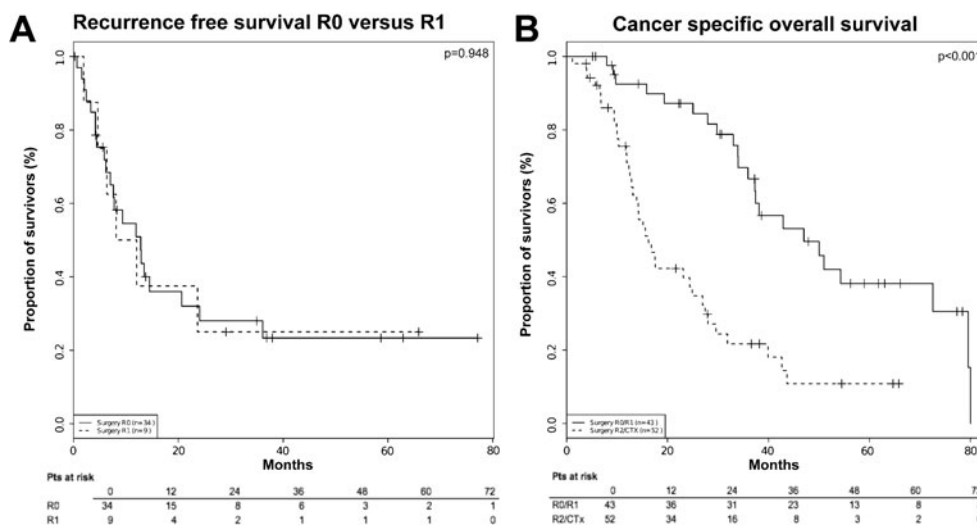 A Recurrence free survival R0 versus R1
p=0.948
Proportion of survivors (%)
1.0
0.8
0.6
0.4
0.2
0.0
Surgery R0 (n=34)
Surgery R1 (n=9)
0 20 40 60 80
Months
Pts at risk
0 12 24 36 48 60 72
R0 34 15 8 6 3 2 1
R1 9 4 2 1 1 1 0
B Cancer specific overall survival
p<0.001
Proportion of survivors (%)
1.0
0.8
0.6
0.4
0.2
0.0
Surgery R0/R1 (n=43)
Surgery R2/CTX (n=52)
0 20 40 60 80
Months
Pts at risk
0 12 24 36 48 60
R0/R1 43 36 31 23 13 8
R2/CTx 52 34 16 8 3 2